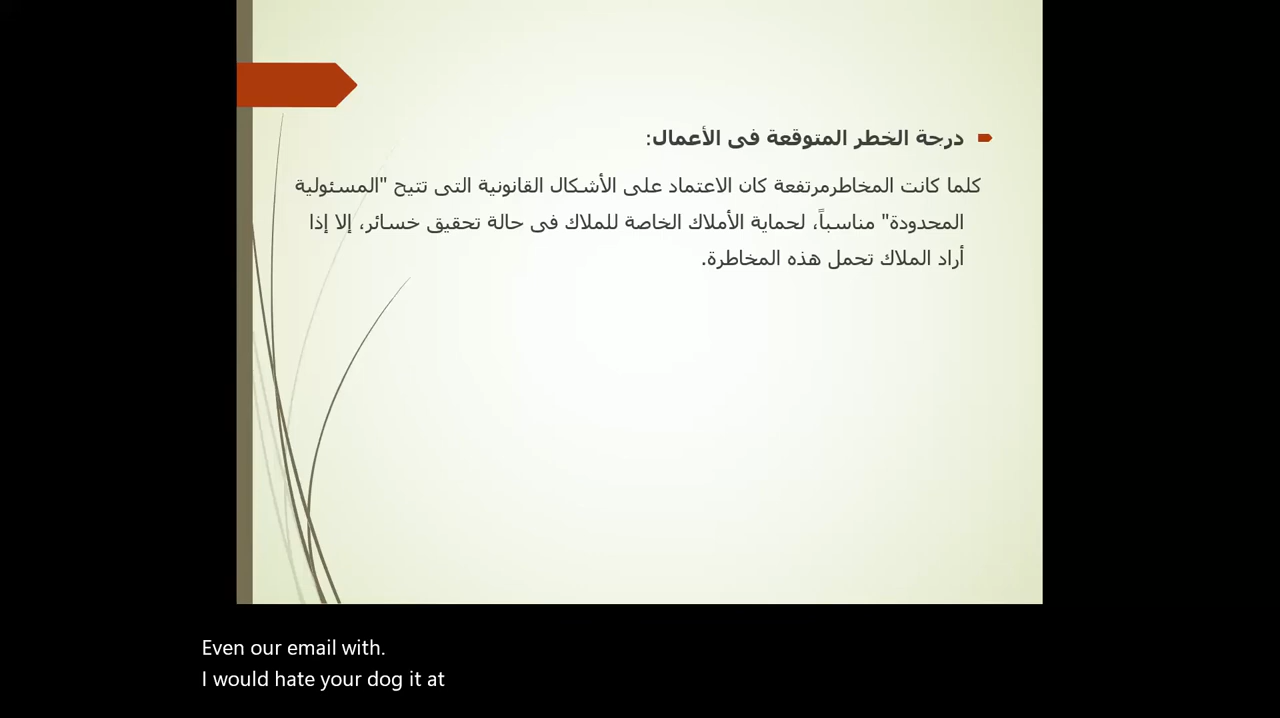 درجة الخطر المتوقعة فى الأعمال:
كلما كانت المخاطرمرتفعة كان الاعتماد على الأشكال القانونية التى تتيح "المسئولية
المحدودة" مناسباً، لحماية الأملاك الخاصة للملاك فى حالة تحقيق خسائر، إلا إذا
أراد الملاك تحمل هذه المخاطرة.
Even our email with.
I would hate your dog it at